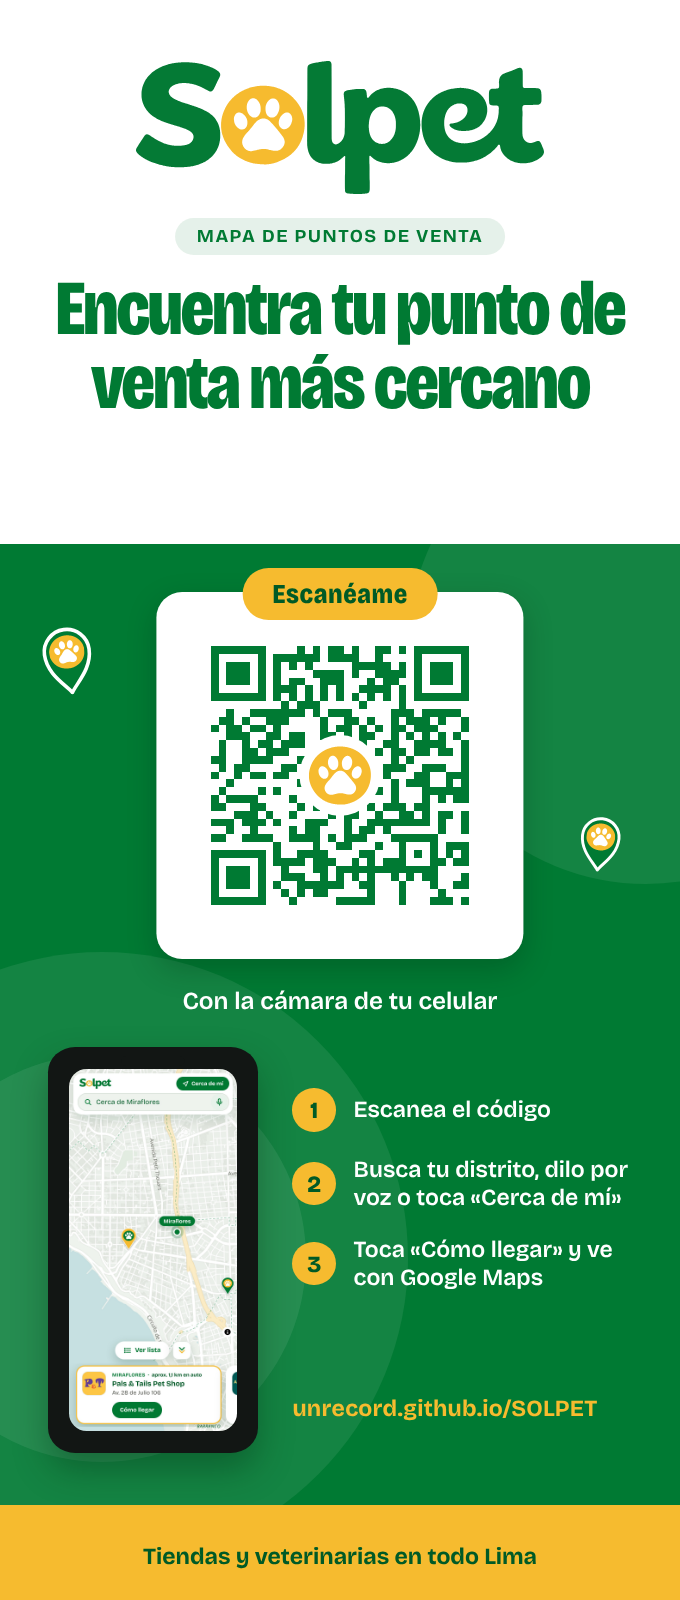 Solpet
MAPA DE PUNTOS DE VENTA
Encuentra tu punto de
venta más cercano
Escanéame
Con la cámara de tu celular
Solpet
Cerca de mí
Cerca de Miraflores
Miraflores
Ver lista
MIRAFLORES · aprox. 1,1 km en auto
Pals & Tails Pet Shop
Av. 28 de Julio 106
Cómo llegar
BARRANCO
1
Escanea el código
2
Busca tu distrito, dilo por
voz o toca «Cerca de mí»
3
Toca «Cómo llegar» y ve
con Google Maps
unrecord.github.io/SOLPET
Tiendas y veterinarias en todo Lima